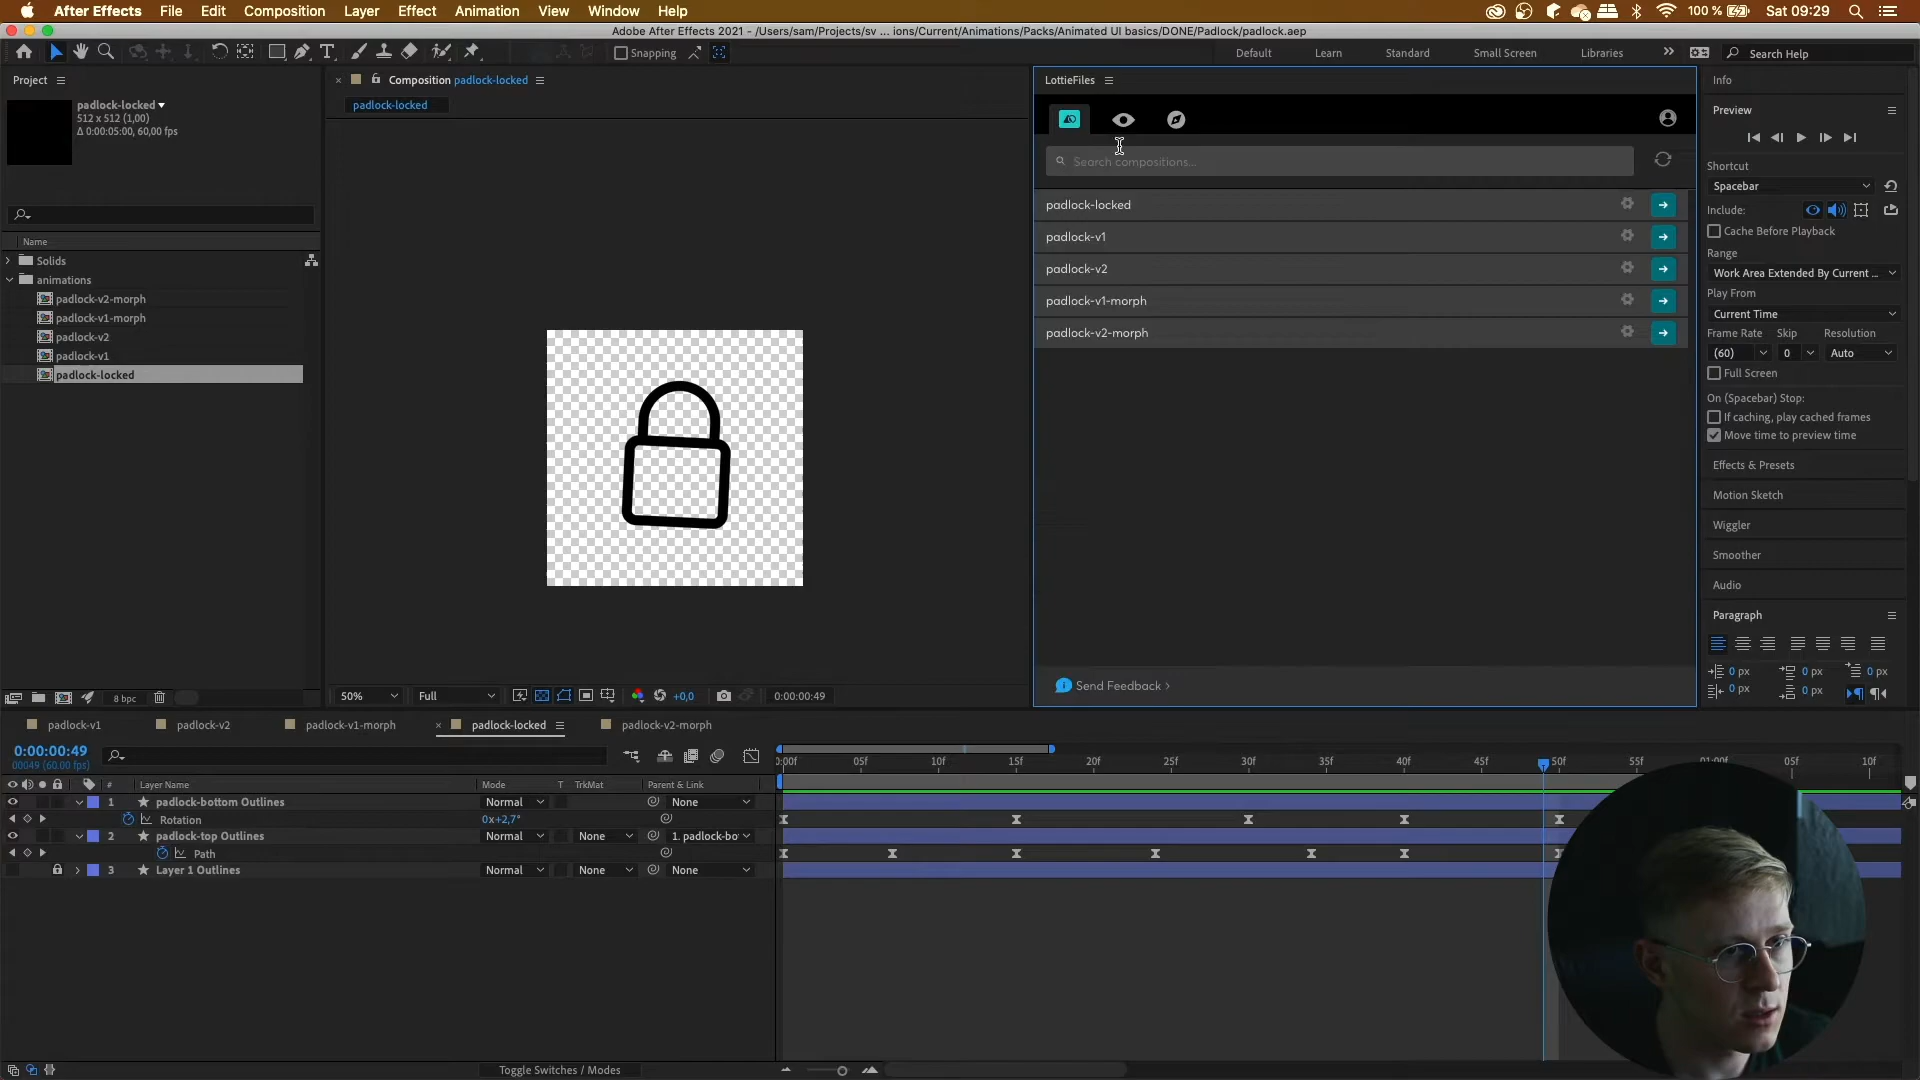 After Effects File Edit Composition Layer Effect Animation View Window Help 100 % Sat 09:29
Adobe After Effects 2021 - /Users/sam/Projects/sv ... ions/Current/Animations/Packs/Animated UI basics/DONE/Padlock/padlock.aep
Snapping Default Learn Standard Small Screen Libraries Search Help
Project
padlock-locked
512 x 512 (1,00)
Δ 0:00:05:00, 60,00 fps
Name
Solids
animations
padlock-v2-morph
padlock-v1-morph
padlock-v2
padlock-v1
padlock-locked
8 bpc
Composition padlock-locked
padlock-locked
50% Full +0,0 0:00:00:49
LottieFiles
Search compositions...
padlock-locked
padlock-v1
padlock-v2
padlock-v1-morph
padlock-v2-morph
Send Feedback
Info
Preview
Shortcut
Spacebar
Include:
Cache Before Playback
Range
Work Area Extended By Current ...
Play From
Current Time
Frame Rate Skip Resolution
(60) 0 Auto
Full Screen
On (Spacebar) Stop:
If caching, play cached frames
Move time to preview time
Effects & Presets
Motion Sketch
Wiggler
Smoother
Audio
Paragraph
0 px 0 px 0 px
0 px 0 px
padlock-v1 padlock-v2 padlock-v1-morph padlock-locked padlock-v2-morph
0:00:00:49
00049 (60.00 fps)
# Layer Name Mode T TrkMat Parent & Link
0:00f 05f 10f 15f 20f 25f 30f 35f 40f 45f 50f 55f 01:00f 05f 10f
1 padlock-bottom Outlines Normal None
Rotation 0x+2,7°
2 padlock-top Outlines Normal None 1. padlock-bo
Path
3 Layer 1 Outlines Normal None None
Toggle Switches / Modes